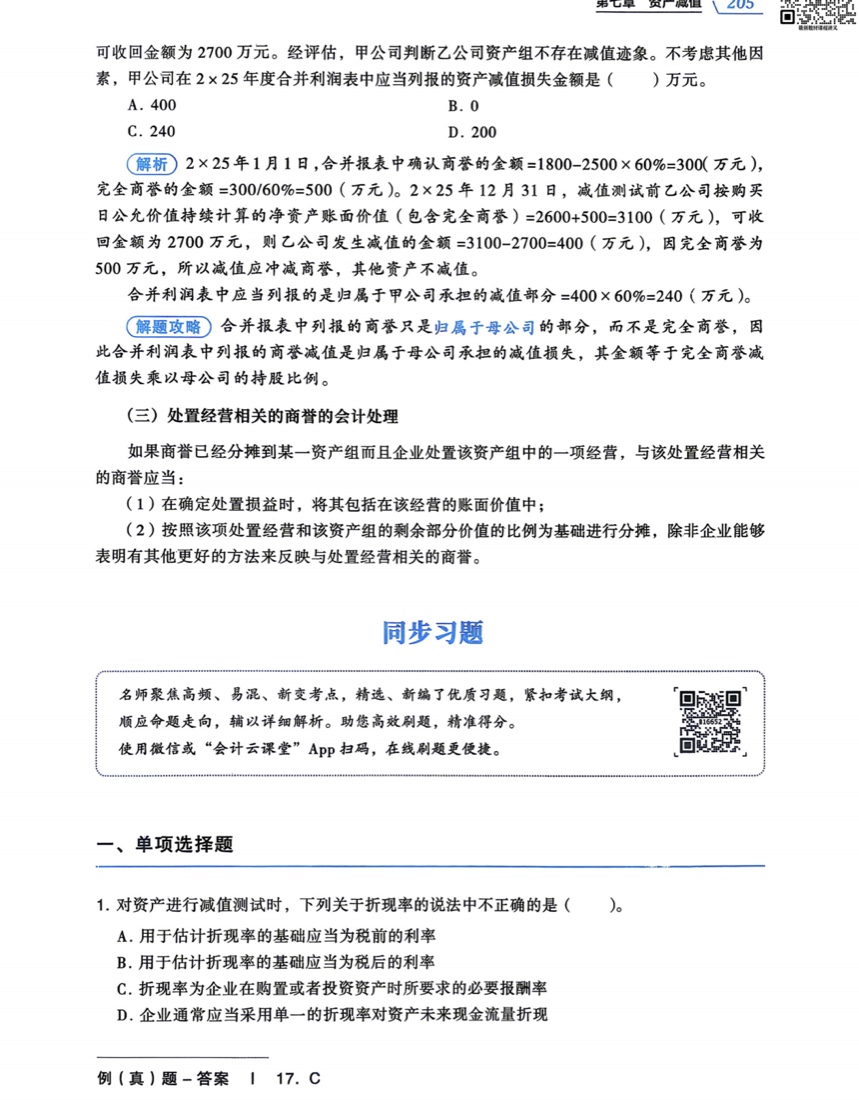 第七章 资产减值 205
可收回金额为 2700 万元。经评估，甲公司判断乙公司资产组不存在减值迹象。不考虑其他因
素，甲公司在 2×25 年度合并利润表中应当列报的资产减值损失金额是（ ）万元。
A. 400 B. 0
C. 240 D. 200
解析 2×25年1月1日，合并报表中确认商誉的金额=1800-2500×60%=300(万元)，
完全商誉的金额=300/60%=500（万元）。2×25 年 12 月 31 日，减值测试前乙公司按购买
日公允价值持续计算的净资产账面价值（包含完全商誉）=2600+500=3100（万元），可收
回金额为 2700 万元，则乙公司发生减值的金额=3100-2700=400（万元），因完全商誉为
500 万元，所以减值应冲减商誉，其他资产不减值。
合并利润表中应当列报的是归属于甲公司承担的减值部分=400×60%=240（万元）。
解题攻略 合并报表中列报的商誉只是归属于母公司的部分，而不是完全商誉，因
此合并利润表中列报的商誉减值是归属于母公司承担的减值损失，其金额等于完全商誉减
值损失乘以母公司的持股比例。
（三）处置经营相关的商誉的会计处理
如果商誉已经分摊到某一资产组而且企业处置该资产组中的一项经营，与该处置经营相关
的商誉应当：
（1）在确定处置损益时，将其包括在该经营的账面价值中；
（2）按照该项处置经营和该资产组的剩余部分价值的比例为基础进行分摊，除非企业能够
表明有其他更好的方法来反映与处置经营相关的商誉。
同步习题
名师聚焦高频、易混、新变考点，精选、新编了优质习题，紧扣考试大纲，
顺应命题走向，辅以详细解析。助您高效刷题，精准得分。
使用微信或“会计云课堂”App 扫码，在线刷题更便捷。
816652
一、单项选择题
1. 对资产进行减值测试时，下列关于折现率的说法中不正确的是（ ）。
A. 用于估计折现率的基础应当为税前的利率
B. 用于估计折现率的基础应当为税后的利率
C. 折现率为企业在购置或者投资资产时所要求的必要报酬率
D. 企业通常应当采用单一的折现率对资产未来现金流量折现
例（真）题 – 答案 | 17. C